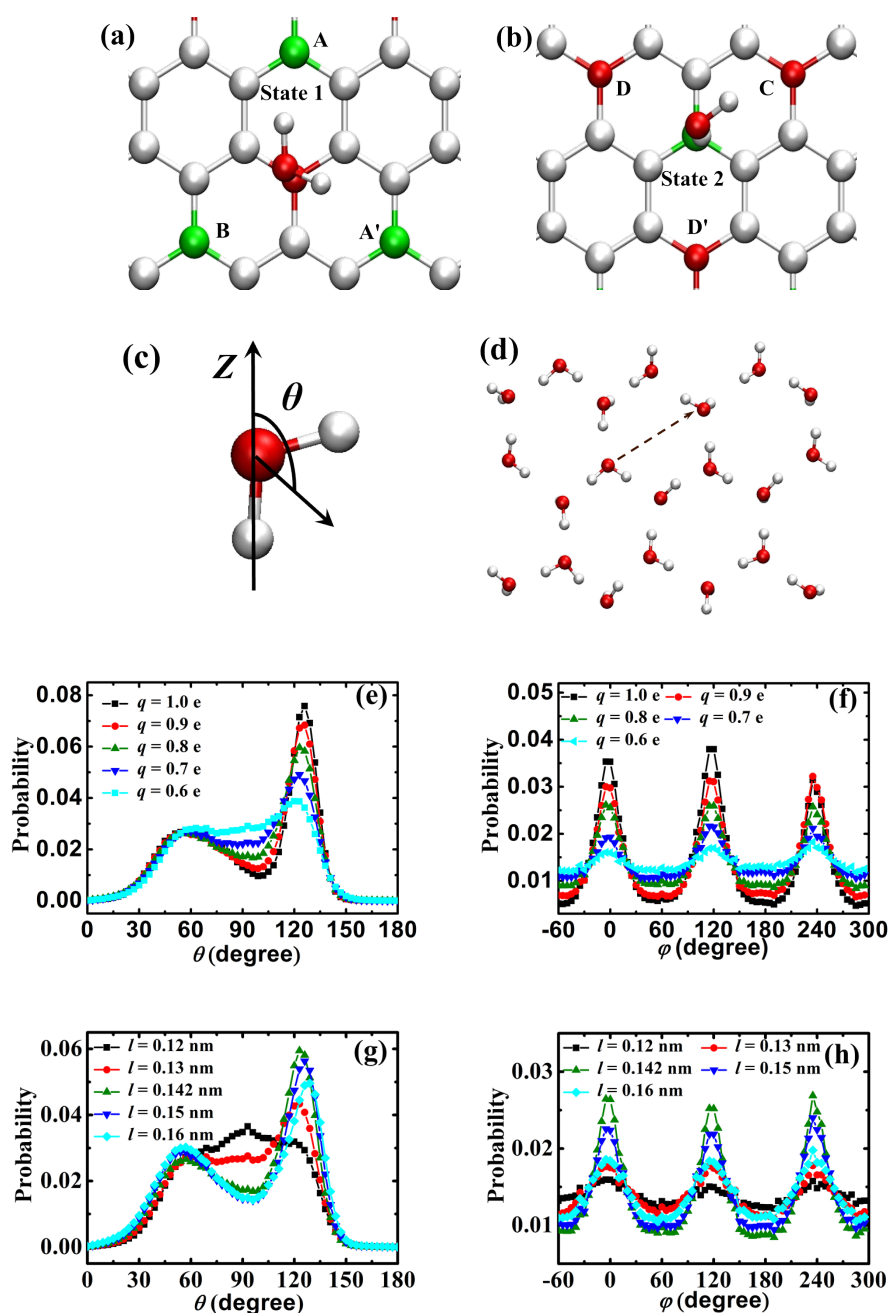 (a)
A
State 1
B
A'
(b)
D
C
State 2
D'
(c)
Z
θ
(d)
(e)
Probability
0.08
0.06
0.04
0.02
0.00
q = 1.0 e
q = 0.9 e
q = 0.8 e
q = 0.7 e
q = 0.6 e
0 30 60 90 120 150 180
θ (degree)
(f)
Probability
0.05
0.04
0.03
0.02
0.01
q = 1.0 e q = 0.9 e
q = 0.8 e q = 0.7 e
q = 0.6 e
-60 0 60 120 180 240 300
φ (degree)
(g)
Probability
0.06
0.04
0.02
0.00
l = 0.12 nm
l = 0.13 nm
l = 0.142 nm
l = 0.15 nm
l = 0.16 nm
0 30 60 90 120 150 180
θ (degree)
(h)
Probability
0.03
0.02
0.01
l = 0.12 nm l = 0.13 nm
l = 0.142 nm l = 0.15 nm
l = 0.16 nm
-60 0 60 120 180 240 300
φ (degree)